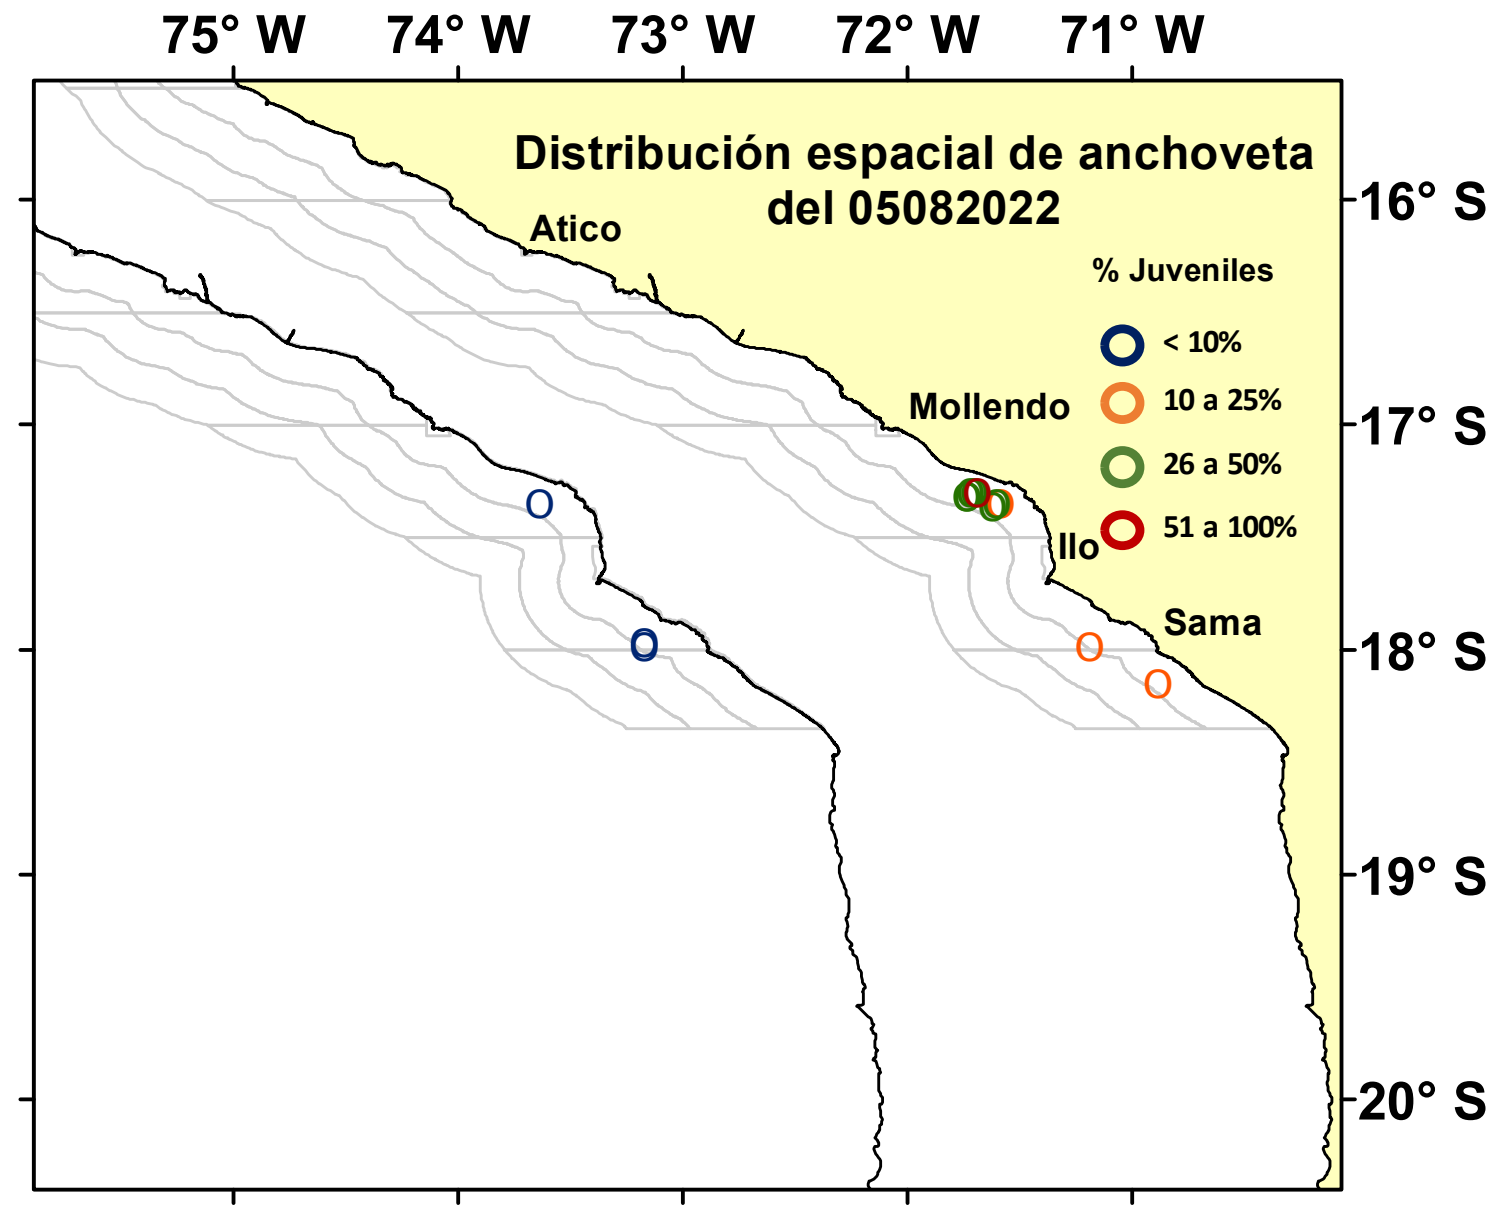 75° W 74° W 73° W 72° W 71° W
Distribución espacial de anchoveta
del 05082022
16° S
Atico
% Juveniles
< 10%
10 a 25%
Mollendo
17° S
26 a 50%
51 a 100%
Ilo
Sama
18° S
19° S
20° S